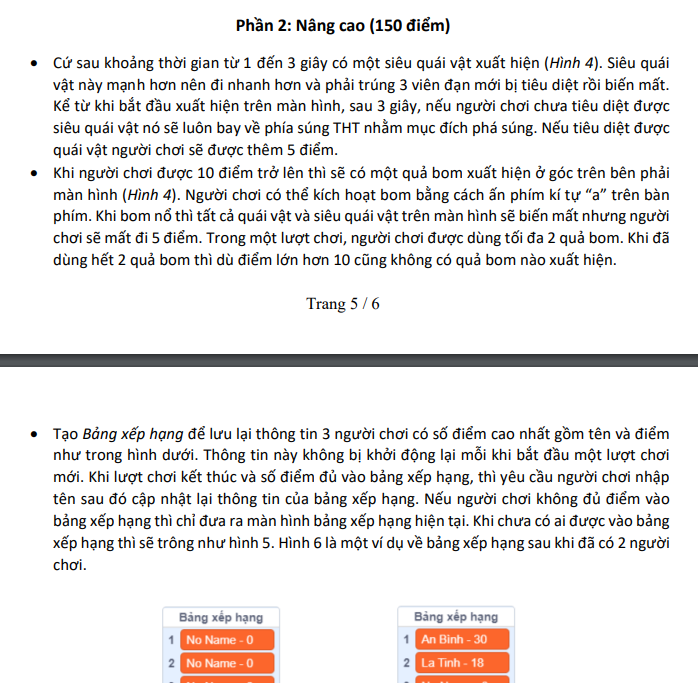 Phần 2: Nâng cao (150 điểm)
• Cứ sau khoảng thời gian từ 1 đến 3 giây có một siêu quái vật xuất hiện (Hình 4). Siêu quái
vật này mạnh hơn nên đi nhanh hơn và phải trúng 3 viên đạn mới bị tiêu diệt rồi biến mất.
Kể từ khi bắt đầu xuất hiện trên màn hình, sau 3 giây, nếu người chơi chưa tiêu diệt được
siêu quái vật nó sẽ luôn bay về phía súng THT nhằm mục đích phá súng. Nếu tiêu diệt được
quái vật người chơi sẽ được thêm 5 điểm.
• Khi người chơi được 10 điểm trở lên thì sẽ có một quả bom xuất hiện ở góc trên bên phải
màn hình (Hình 4). Người chơi có thể kích hoạt bom bằng cách ấn phím kí tự “a” trên bàn
phím. Khi bom nổ thì tất cả quái vật và siêu quái vật trên màn hình sẽ biến mất nhưng người
chơi sẽ mất đi 5 điểm. Trong một lượt chơi, người chơi được dùng tối đa 2 quả bom. Khi đã
dùng hết 2 quả bom thì dù điểm lớn hơn 10 cũng không có quả bom nào xuất hiện.
Trang 5 / 6
• Tạo Bảng xếp hạng để lưu lại thông tin 3 người chơi có số điểm cao nhất gồm tên và điểm
như trong hình dưới. Thông tin này không bị khởi động lại mỗi khi bắt đầu một lượt chơi
mới. Khi lượt chơi kết thúc và số điểm đủ vào bảng xếp hạng, thì yêu cầu người chơi nhập
tên sau đó cập nhật lại thông tin của bảng xếp hạng. Nếu người chơi không đủ điểm vào
bảng xếp hạng thì chỉ đưa ra màn hình bảng xếp hạng hiện tại. Khi chưa có ai được vào bảng
xếp hạng thì sẽ trông như hình 5. Hình 6 là một ví dụ về bảng xếp hạng sau khi đã có 2 người
chơi.
Bảng xếp hạng
1 No Name - 0
2 No Name - 0
Bảng xếp hạng
1 An Bình - 30
2 La Tinh - 18